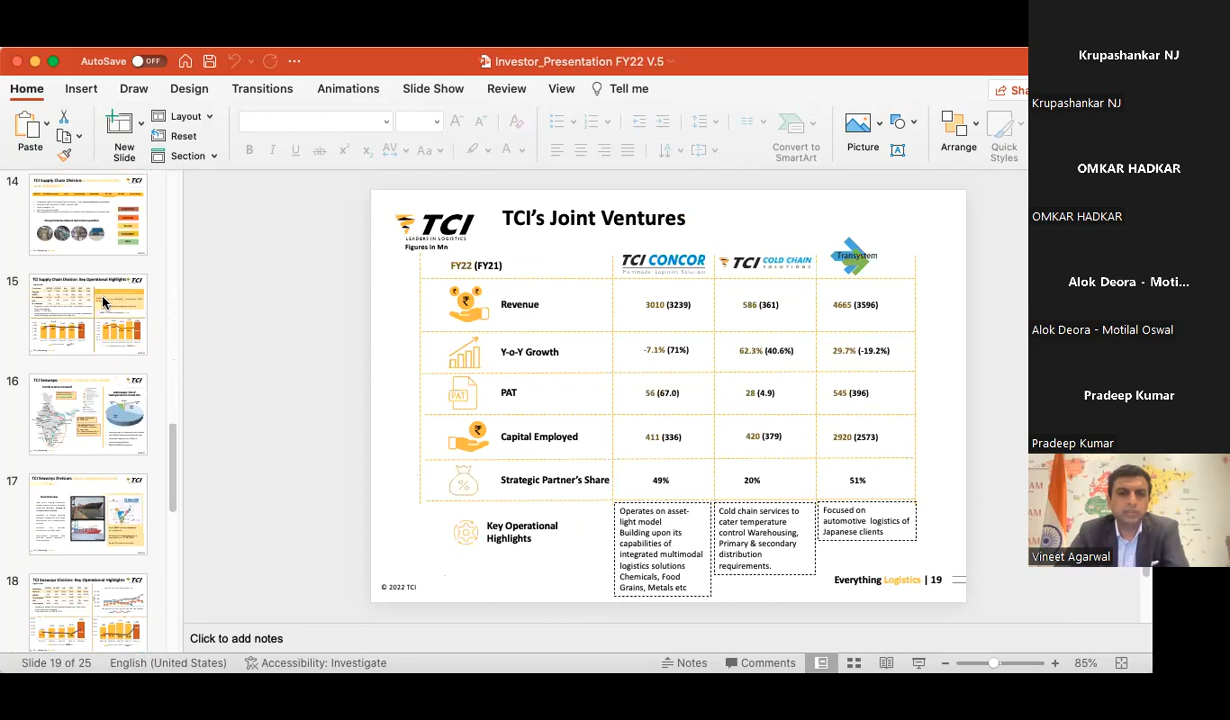 AutoSave
OFF
Investor_Presentation FY22 V.5
Home
Insert
Draw
Design
Transitions
Animations
Slide Show
Review
View
Tell me
Paste
New
Slide
Layout
Reset
Section
Convert to
SmartArt
Picture
Arrange
Quick
Styles
14
15
16
17
18
TCI
LEADERS IN LOGISTICS
TCI's Joint Ventures
Figures in Mn
FY22 (FY21)
TCI CONCOR
TCI COLD CHAIN
SOLUTIONS
Transystem
Revenue
3010 (3239)
586 (361)
4665 (3596)
Y-o-Y Growth
-7.1% (71%)
62.3% (40.6%)
29.7% (-19.2%)
PAT
PAT
56 (67.0)
28 (4.9)
545 (396)
Capital Employed
411 (336)
420 (379)
2920 (2573)
Strategic Partner's Share
49%
20%
51%
Key Operational
Highlights
Operates on asset-
light model
Building upon its
capabilities of
integrated multimodal
logistics solutions
Chemicals, Food
Grains, Metals etc
Cold chain services to
cater temperature
control Warehousing,
Primary & secondary
distribution
requirements.
Focused on
automotive logistics of
Japanese clients
© 2022 TCI
Everything Logistics | 19
Click to add notes
Slide 19 of 25
English (United States)
Accessibility: Investigate
Notes
Comments
85%
Krupashankar NJ
Krupashankar NJ
OMKAR HADKAR
OMKAR HADKAR
Alok Deora - Moti...
Alok Deora - Motilal Oswal
Pradeep Kumar
Pradeep Kumar
Vineet Agarwal